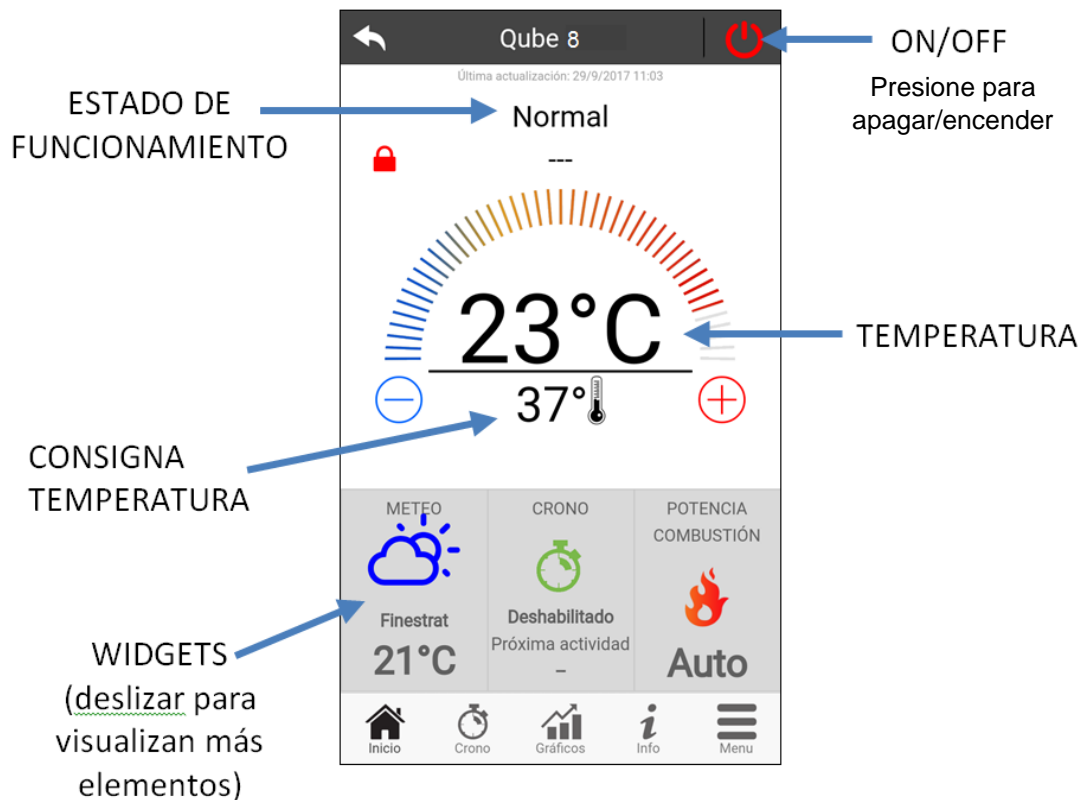 Qube 8
ON/OFF
Presione para
apagar/encender
Última actualización: 29/9/2017 11:03
ESTADO DE
FUNCIONAMIENTO
Normal
---
23°C
TEMPERATURA
37°
CONSIGNA
TEMPERATURA
METEO
Finestrat
21°C
CRONO
Deshabilitado
Próxima actividad
–
POTENCIA
COMBUSTIÓN
Auto
WIDGETS
(deslizar para
visualizan más
elementos)
Inicio
Crono
Gráficos
Info
Menu